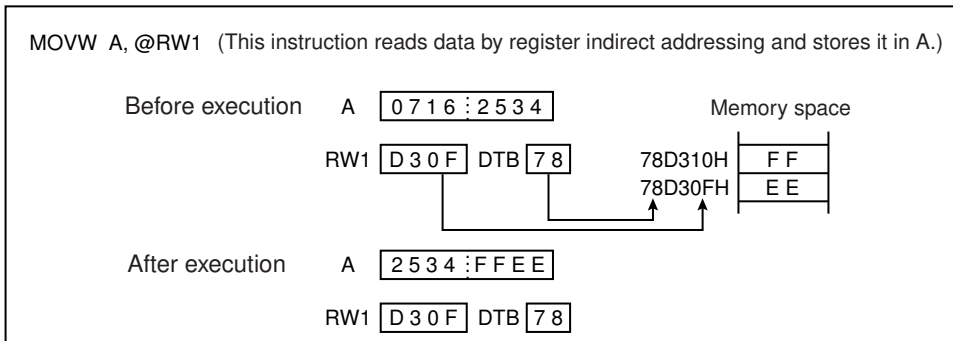 MOVW A, @RW1 (This instruction reads data by register indirect addressing and stores it in A.)
Before execution A 0716 2534 Memory space
RW1 D30F DTB 78 78D310H FF
78D30FH EE
After execution A 2534 FFEE
RW1 D30F DTB 78